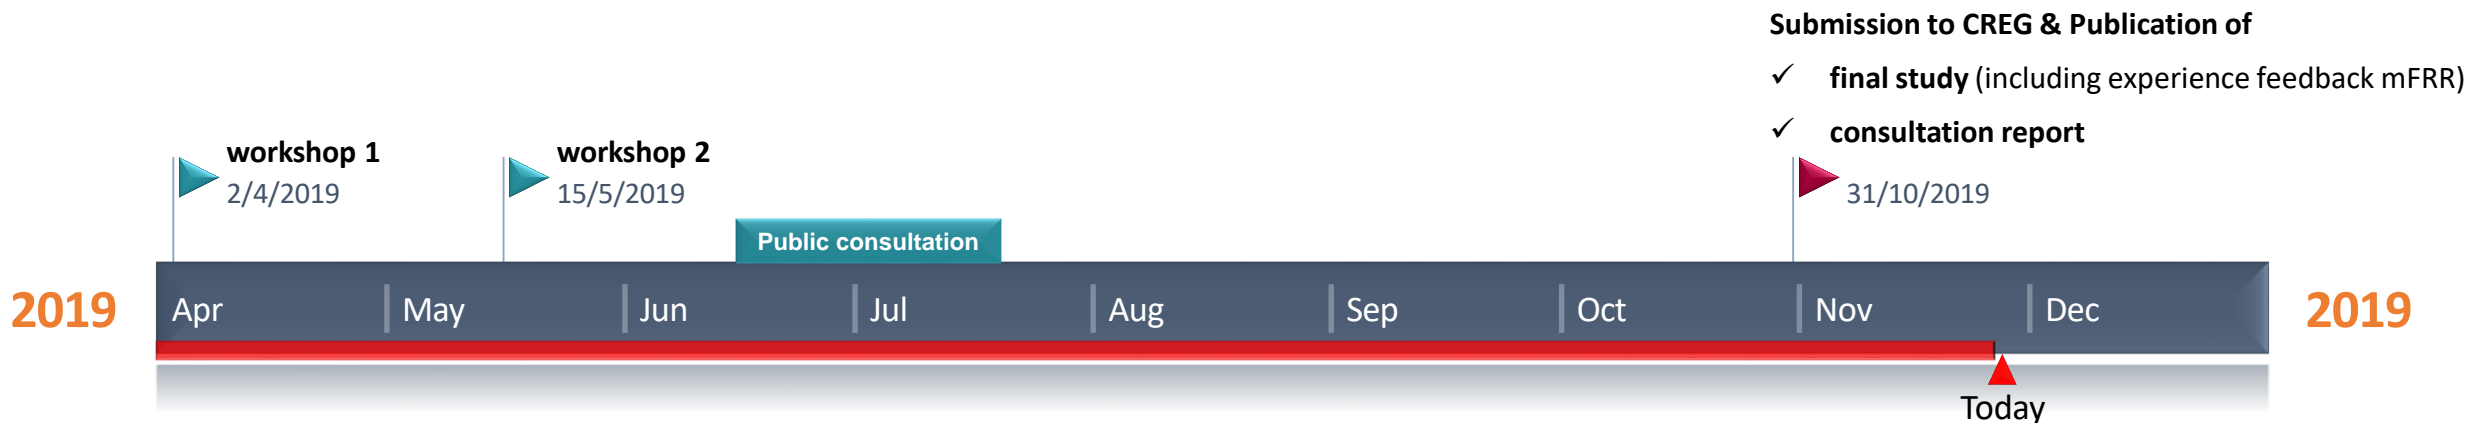 Submission to CREG & Publication of
✓ final study (including experience feedback mFRR)
✓ consultation report
workshop 1
2/4/2019
workshop 2
15/5/2019
31/10/2019
Public consultation
2019 Apr May Jun Jul Aug Sep Oct Nov Dec 2019
Today